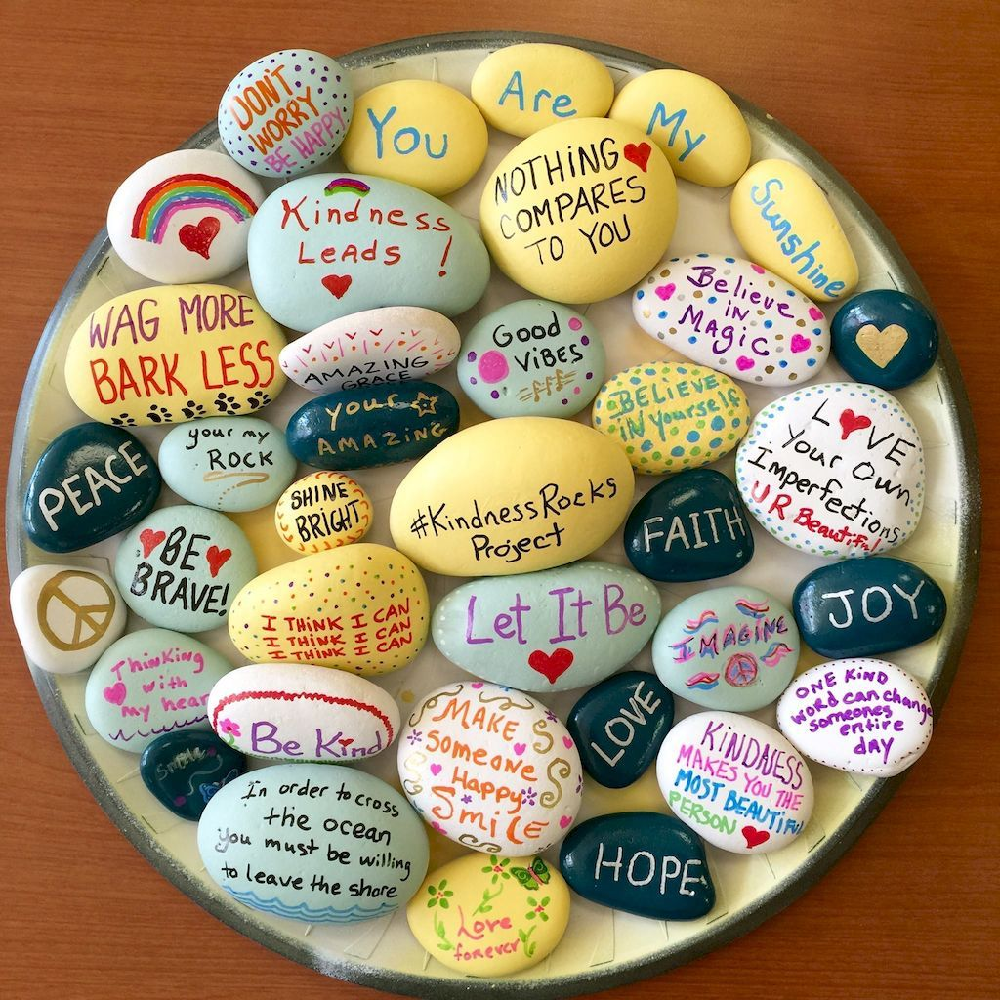 DON'T
WORRY
BE HAPPY
You
Are
My
Sunshine
NOTHING
COMPARES
TO YOU
Kindness
Leads !
Believe
in
Magic
WAG MORE
BARK LESS
AMAZING
GRACE
Good
ViBES
your
AMAZING
BELiEVE
IN Yourself
your my
ROCK
PEACE
SHINE
BRIGHT
#KindnessRocks
Project
FAITH
LOVE
Your Own
Imperfections
U R Beautiful
BE
BRAVE!
I THINK I CAN
I THINK I CAN
I THINK I CAN
Let It Be
IMAGINE
JOY
Thinking
with
my heart
Be Kind
MAKE
Someone
Happy
SmiLE
LOVE
ONE KIND
WORD can change
someones
entire
day
KINDNESS
MAKES YOU THE
MOST BEAUTIFUL
PERSON
SMILE
In order to cross
the ocean
you must be willing
to leave the shore
HOPE
Love
forever